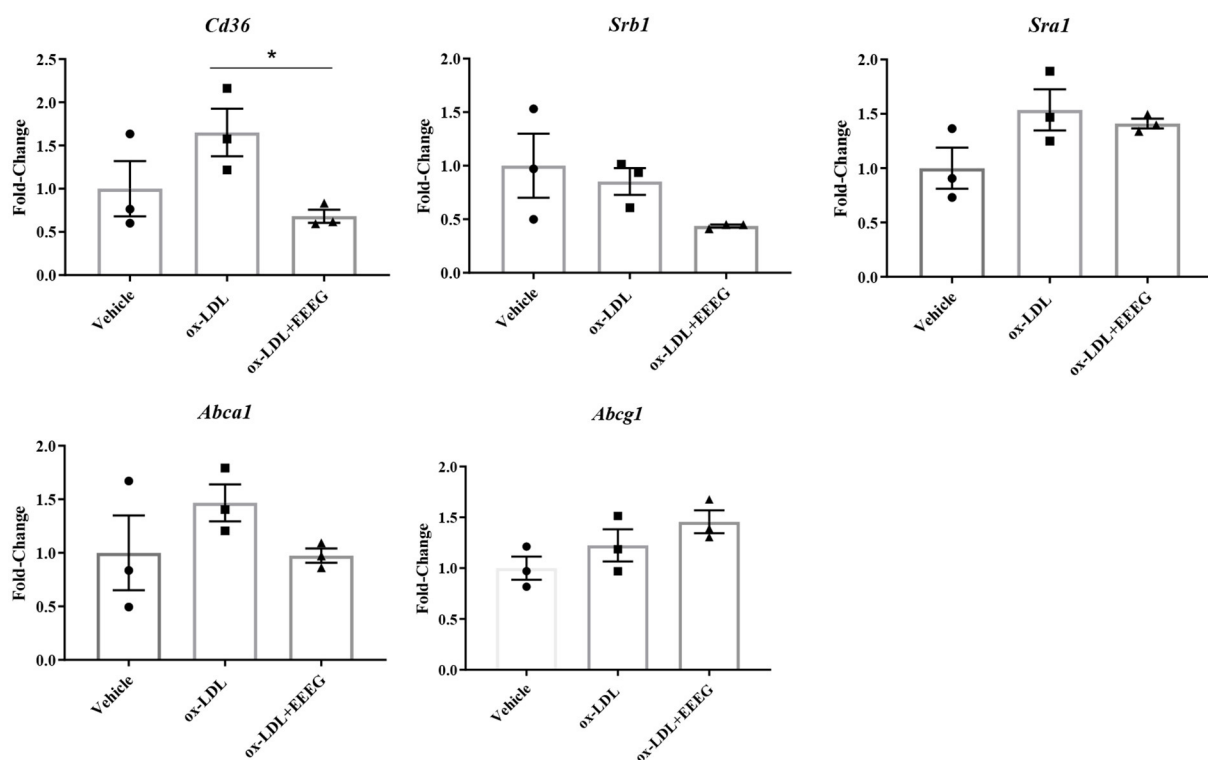 Cd36
Fold-Change
2.5
2.0
1.5
1.0
0.5
0.0
*
Vehicle
ox-LDL
ox-LDL+EEEG
Srb1
Fold-Change
2.0
1.5
1.0
0.5
0.0
Vehicle
ox-LDL
ox-LDL+EEEG
Sra1
Fold-Change
2.0
1.5
1.0
0.5
0.0
Vehicle
ox-LDL
ox-LDL+EEEG
Abca1
Fold-Change
2.0
1.5
1.0
0.5
0.0
Vehicle
ox-LDL
ox-LDL+EEEG
Abcg1
Fold-Change
2.0
1.5
1.0
0.5
0.0
Vehicle
ox-LDL
ox-LDL+EEEG